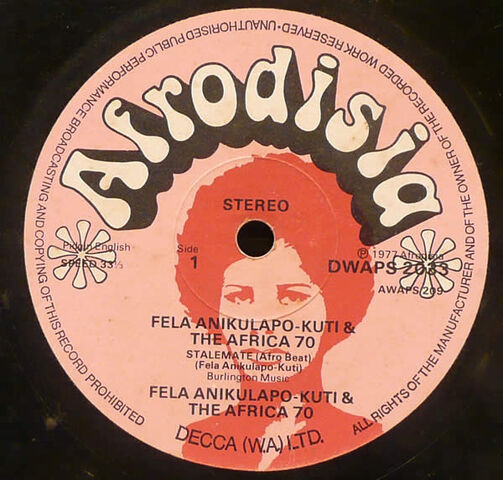 Afrodisia
STEREO
Pidgin English
SPEED 33⅓
Side
1
Ⓟ 1977 Afrodisia
DWAPS 2033
AWAPS 209
FELA ANIKULAPO-KUTI &
THE AFRICA 70
STALEMATE (Afro Beat)
(Fela Anikulapo-Kuti)
Burlington Music
FELA ANIKULAPO-KUTI &
THE AFRICA 70
DECCA (W.A.) LTD.
ALL RIGHTS OF THE MANUFACTURER AND OF THE OWNER OF THE RECORDED WORK RESERVED • UNAUTHORISED PUBLIC PERFORMANCE BROADCASTING AND COPYING OF THIS RECORD PROHIBITED